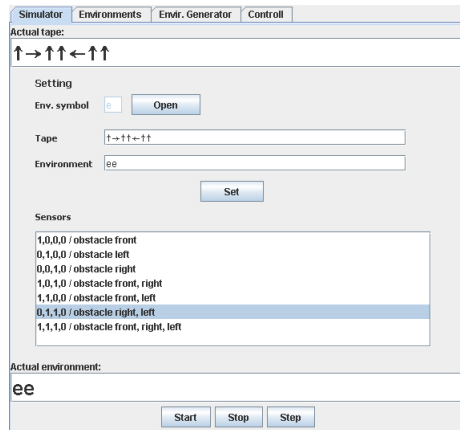 Simulator Environments Envir. Generator Controll
Actual tape:
↑→↑↑←↑↑
Setting
Env. symbol e Open
Tape ↑→↑↑←↑↑
Environment ee
Set
Sensors
1,0,0,0 / obstacle front
0,1,0,0 / obstacle left
0,0,1,0 / obstacle right
1,0,1,0 / obstacle front, right
1,1,0,0 / obstacle front, left
0,1,1,0 / obstacle right, left
1,1,1,0 / obstacle front, right, left
Actual environment:
ee
Start Stop Step